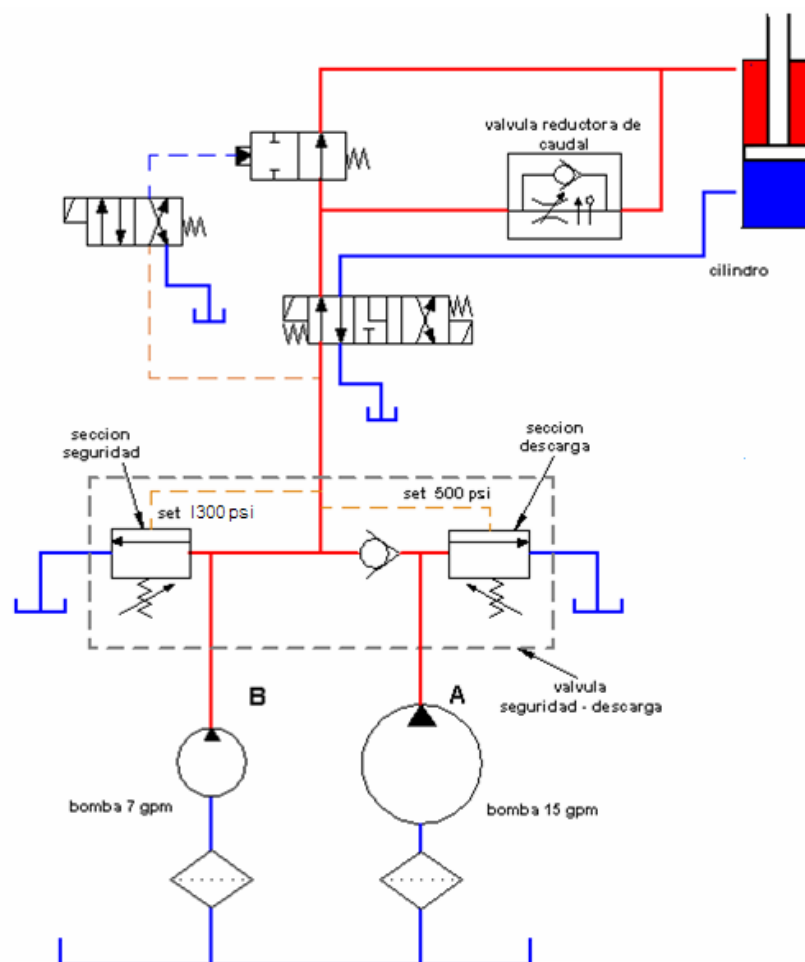 valvula reductora de
caudal
cilindro
seccion
seguridad
seccion
descarga
set 1300 psi
set 500 psi
B
A
valvula
seguridad - descarga
bomba 7 gpm
bomba 15 gpm